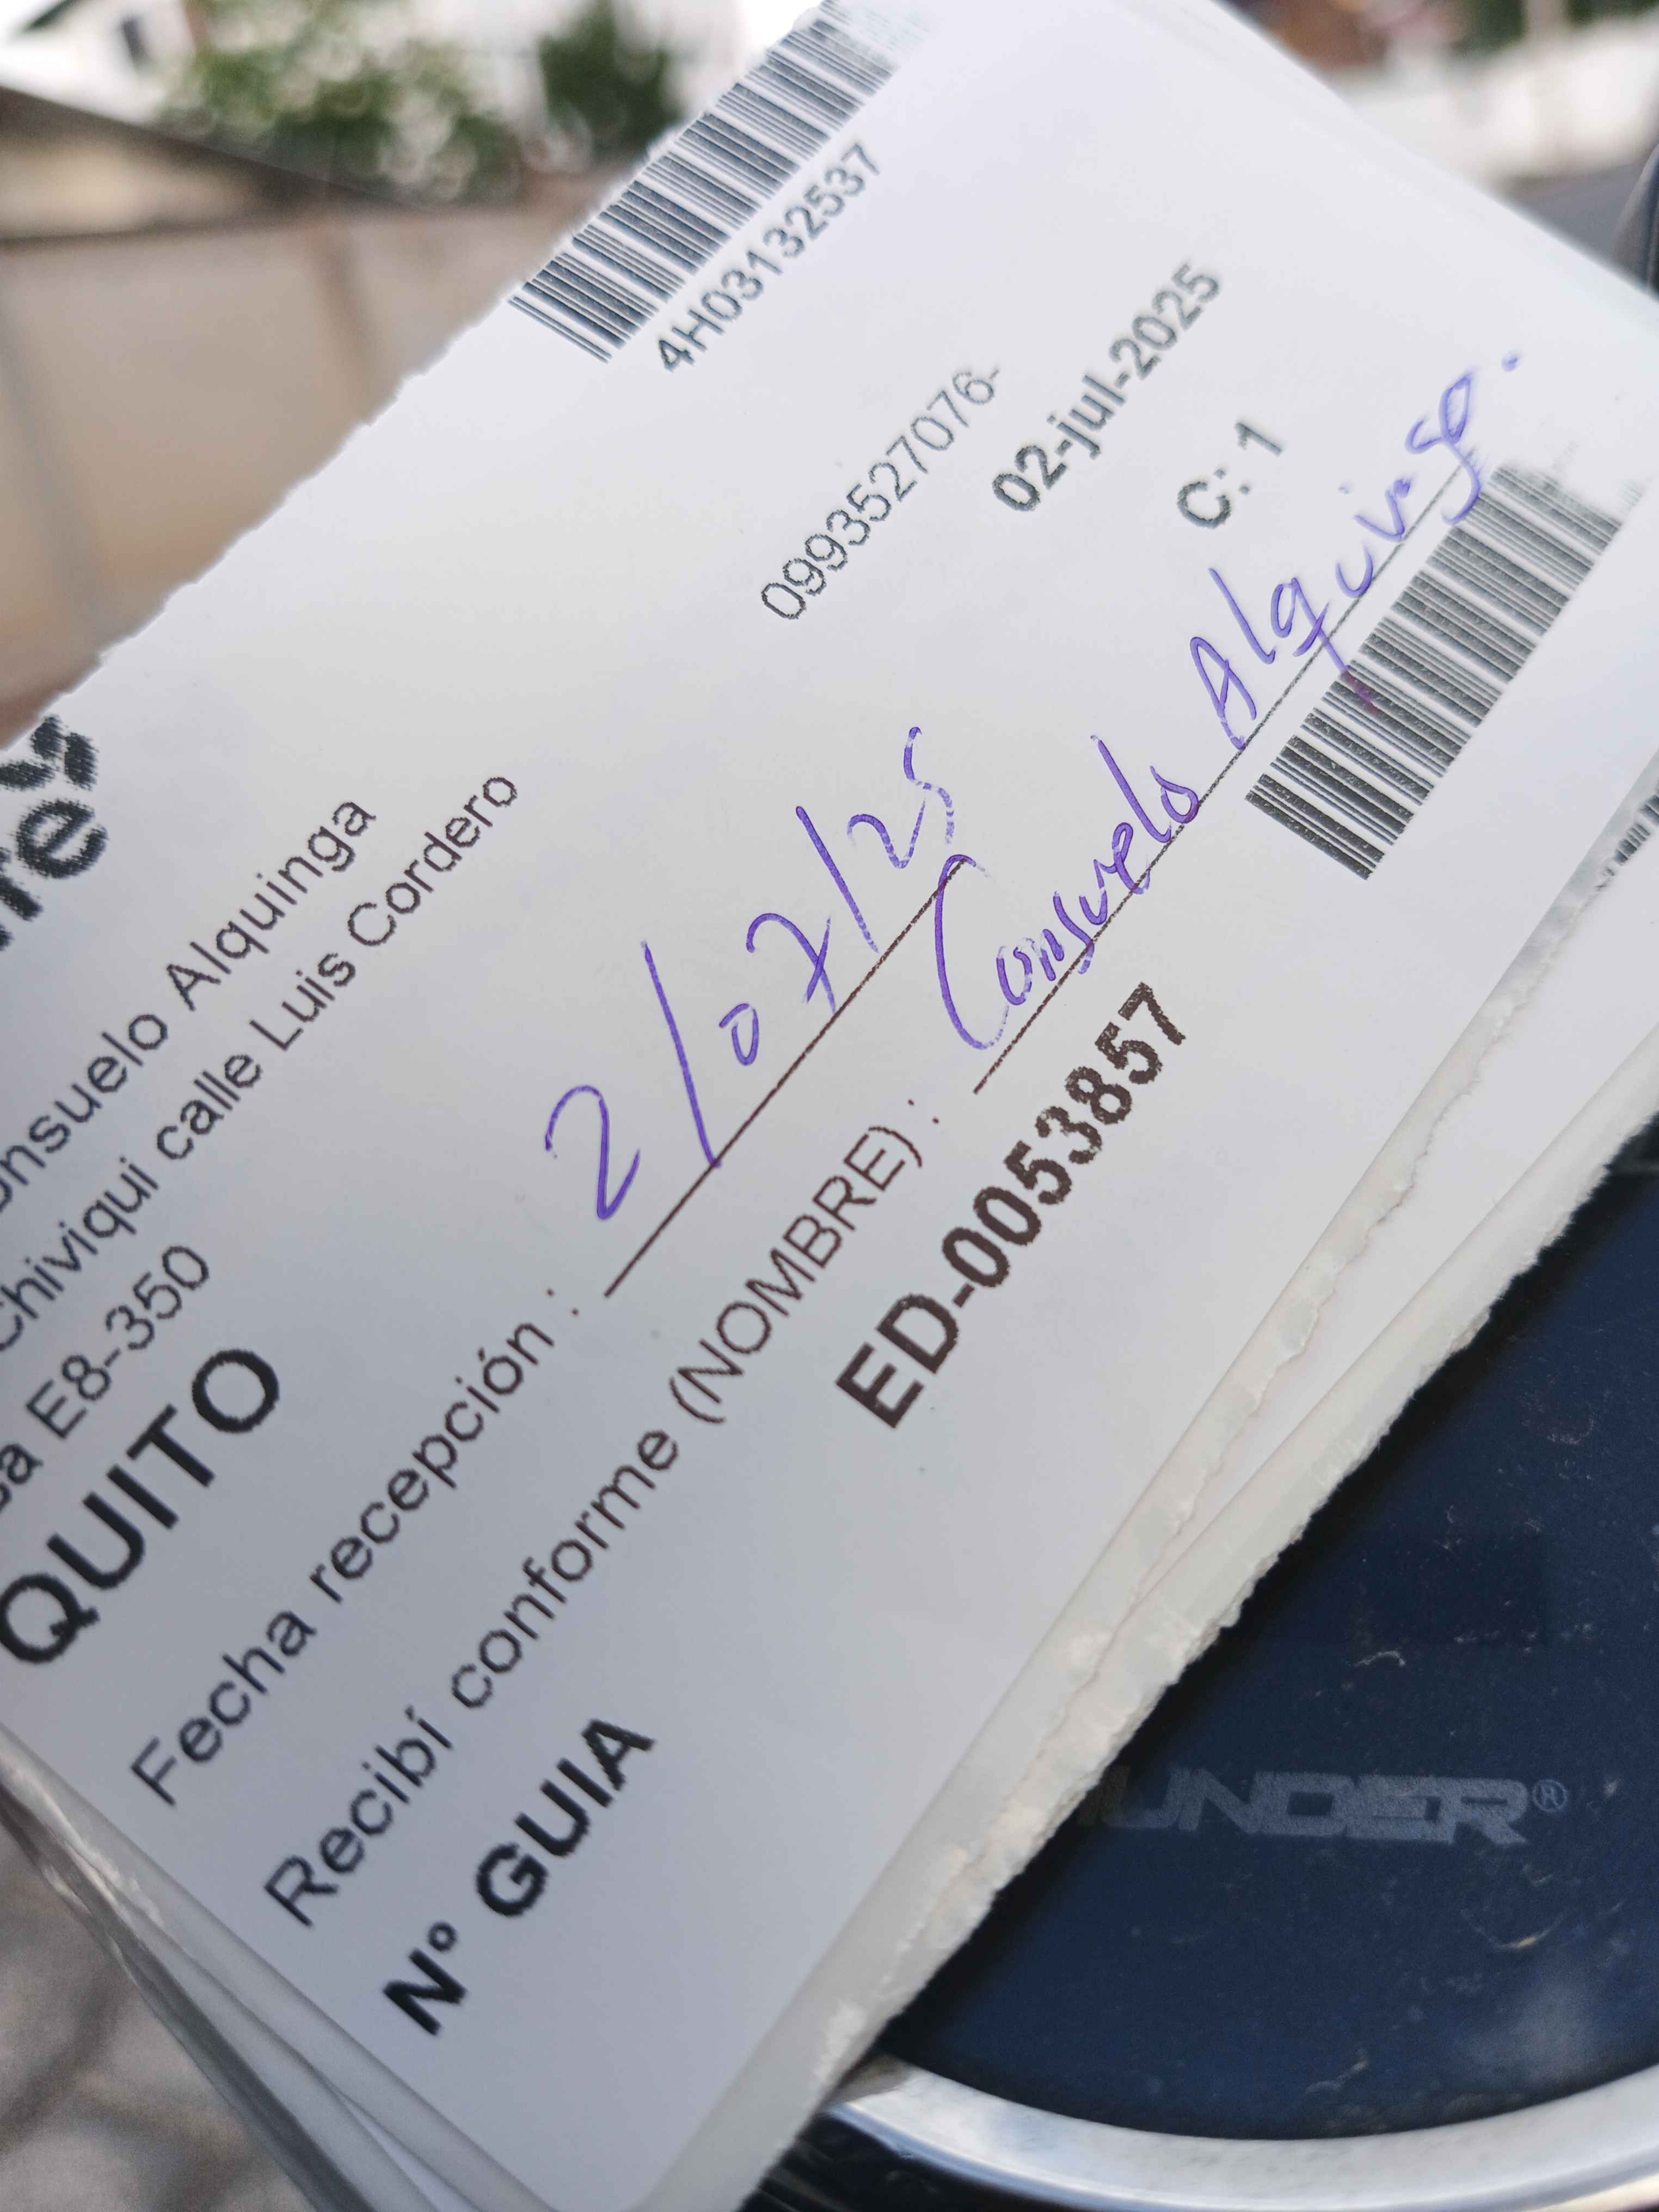 4H03132537
onsuelo Alquinga
Chiviqui calle Luis Cordero
0993527076-
E8-350
02-jul-2025
QUITO
C: 1
Fecha recepción : 2/07/25
Recibí conforme (NOMBRE) : Consuelo Alquinga.
Nº GUIA ED-0053857
UNDER®